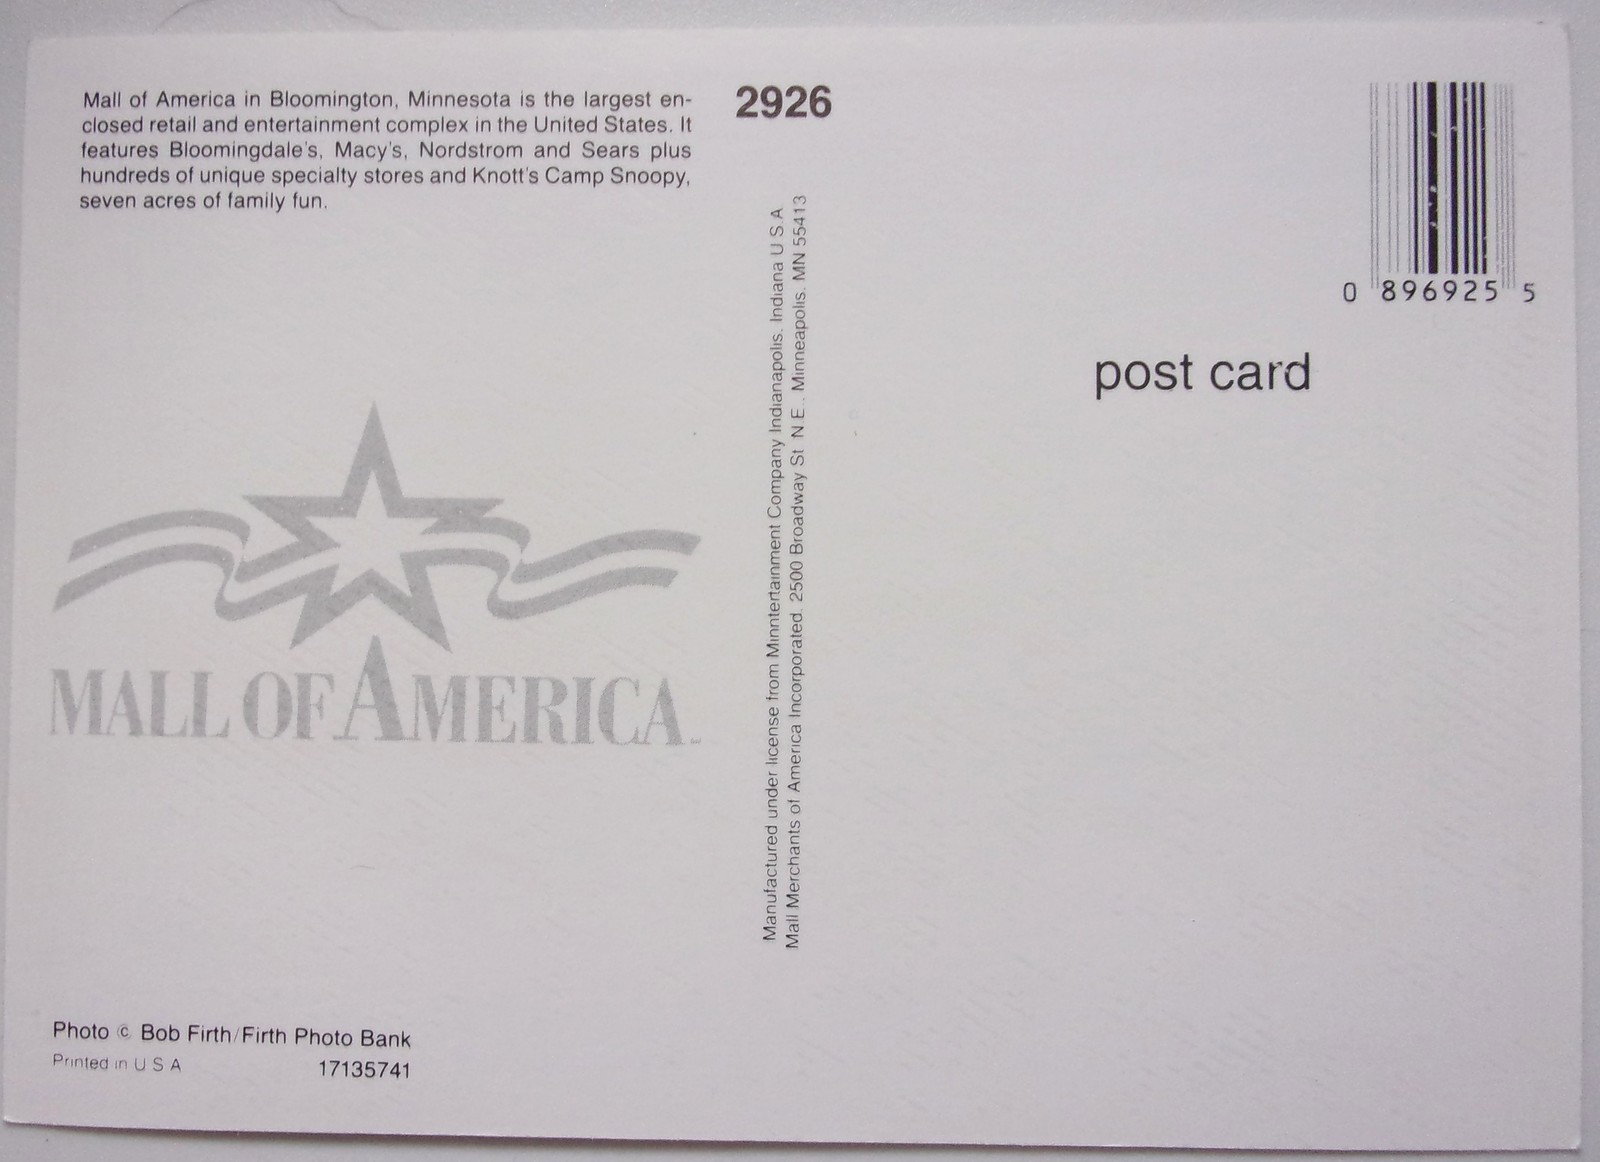 Mall of America in Bloomington, Minnesota is the largest en-
closed retail and entertainment complex in the United States. It
features Bloomingdale's, Macy's, Nordstrom and Sears plus
hundreds of unique specialty stores and Knott's Camp Snoopy,
seven acres of family fun.
2926
0 896925 5
post card
Manufactured under license from Minntertainment Company Indianapolis, Indiana U S A
Mall Merchants of America Incorporated. 2500 Broadway St N.E., Minneapolis, MN 55413
MALL OF AMERICA
Photo © Bob Firth/Firth Photo Bank
Printed in U S A 17135741